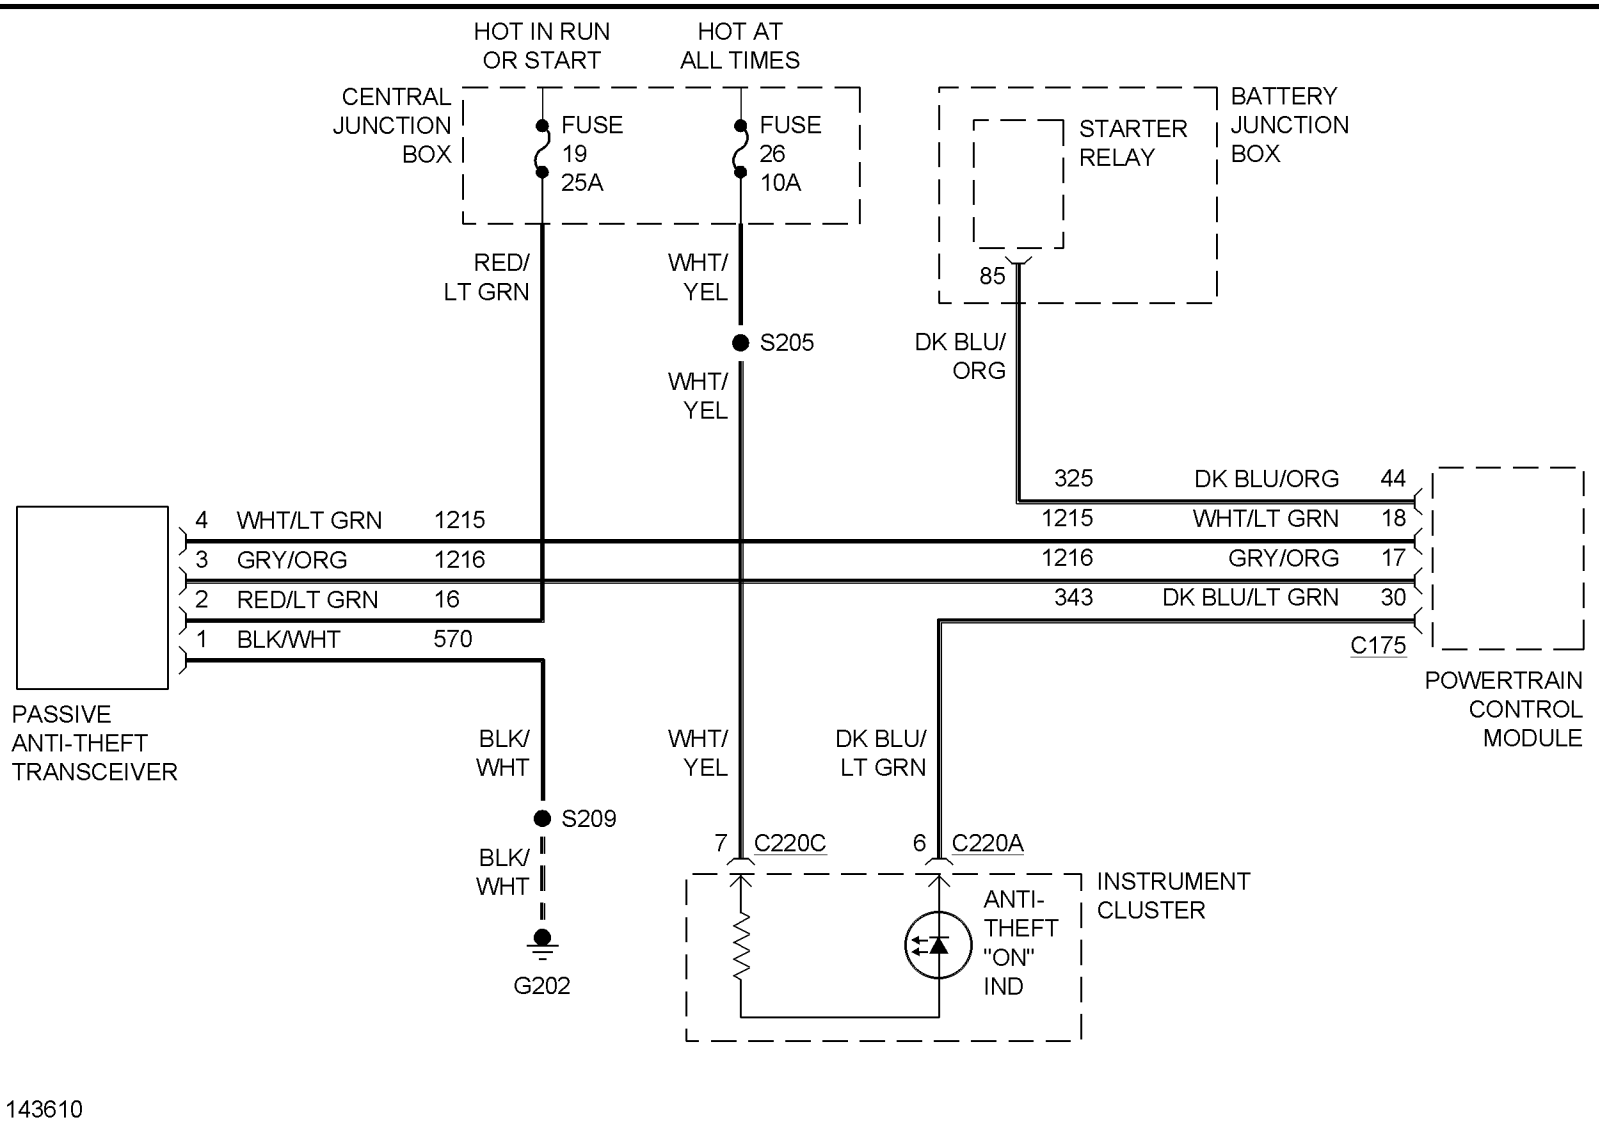 HOT IN RUN
OR START
HOT AT
ALL TIMES
CENTRAL
JUNCTION
BOX
FUSE
19
25A
FUSE
26
10A
STARTER
RELAY
BATTERY
JUNCTION
BOX
85
RED/
LT GRN
WHT/
YEL
S205
WHT/
YEL
DK BLU/
ORG
4 WHT/LT GRN 1215
3 GRY/ORG 1216
2 RED/LT GRN 16
1 BLK/WHT 570
325 DK BLU/ORG 44
1215 WHT/LT GRN 18
1216 GRY/ORG 17
343 DK BLU/LT GRN 30
C175
POWERTRAIN
CONTROL
MODULE
PASSIVE
ANTI-THEFT
TRANSCEIVER
BLK/
WHT
WHT/
YEL
DK BLU/
LT GRN
S209
BLK/
WHT
G202
7 C220C
6 C220A
ANTI-
THEFT
"ON"
IND
INSTRUMENT
CLUSTER
143610